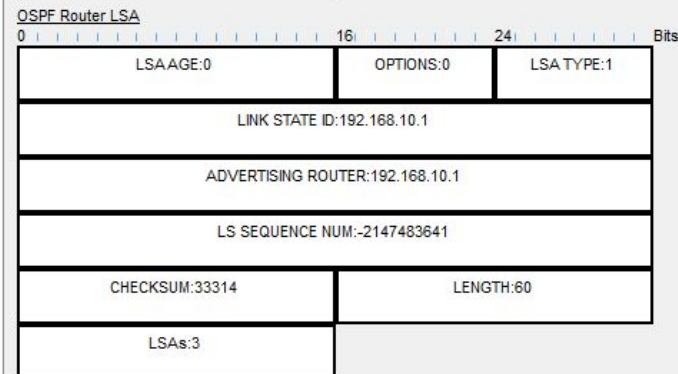 OSPF Router LSA
0 16 24 Bits
LSA AGE:0 OPTIONS:0 LSA TYPE:1
LINK STATE ID:192.168.10.1
ADVERTISING ROUTER:192.168.10.1
LS SEQUENCE NUM:-2147483641
CHECKSUM:33314 LENGTH:60
LSAs:3